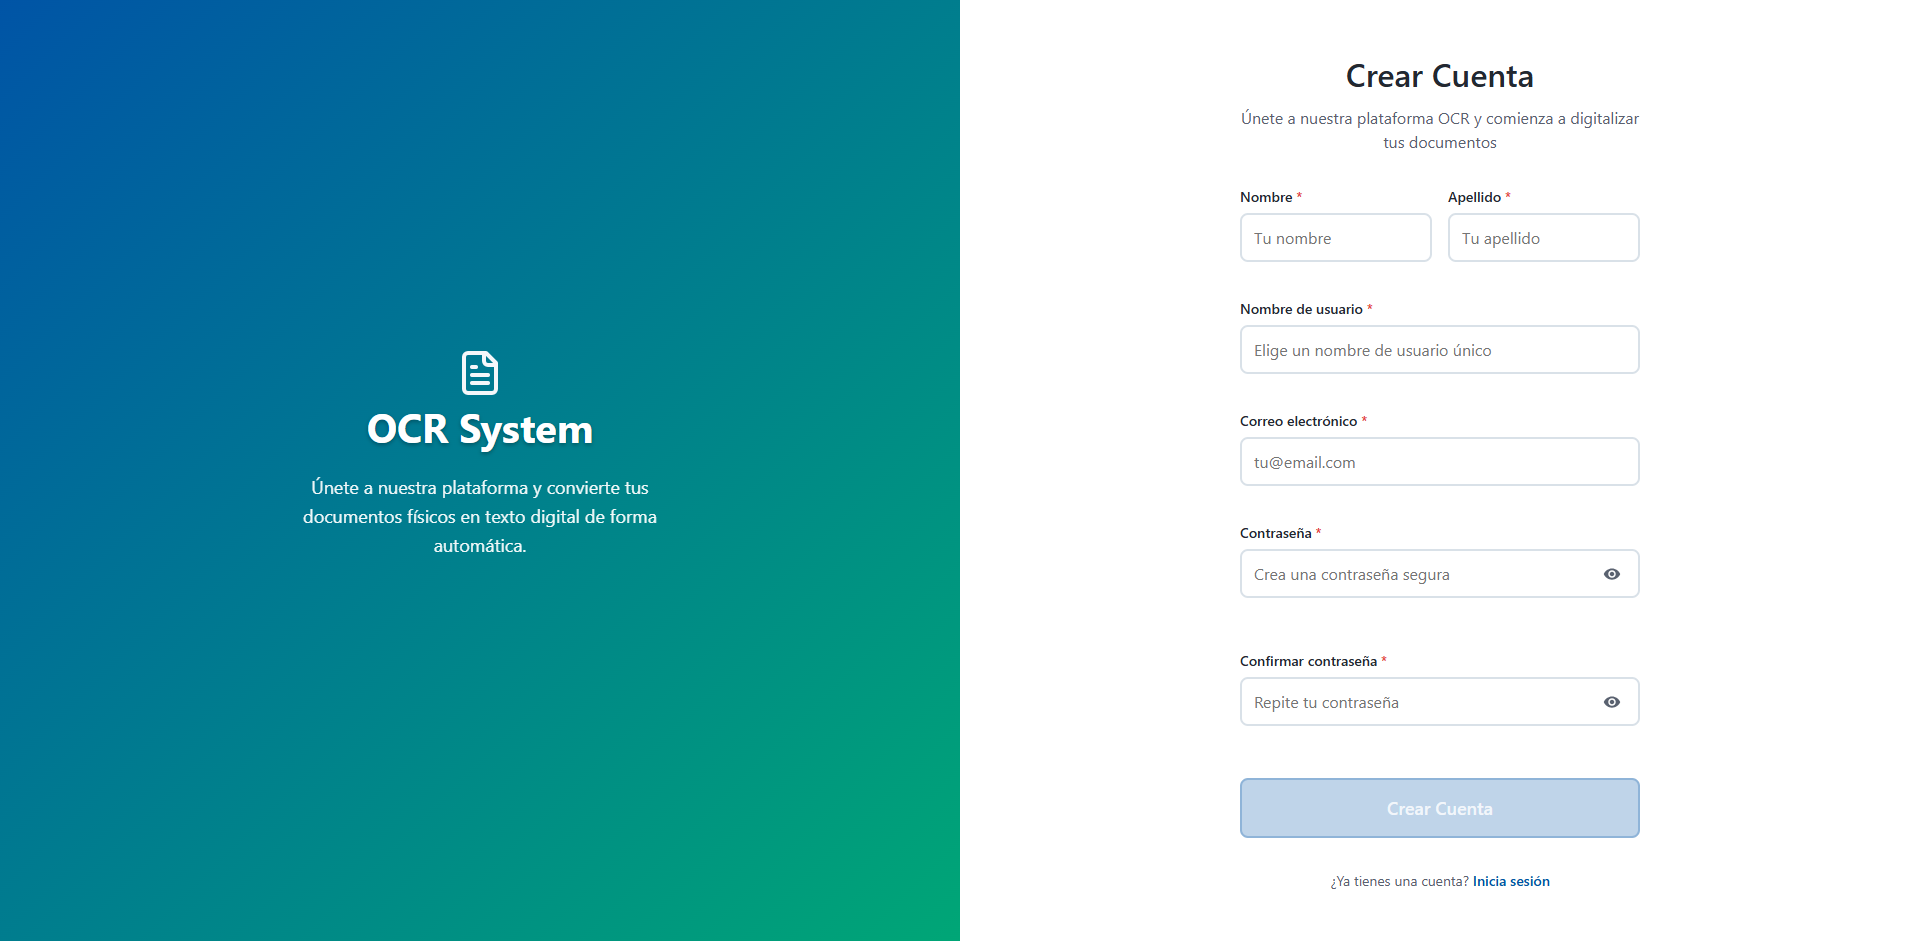 OCR System
Únete a nuestra plataforma y convierte tus
documentos físicos en texto digital de forma
automática.
Crear Cuenta
Únete a nuestra plataforma OCR y comienza a digitalizar
tus documentos
Nombre *
Apellido *
Tu nombre
Tu apellido
Nombre de usuario *
Elige un nombre de usuario único
Correo electrónico *
tu@email.com
Contraseña *
Crea una contraseña segura
Confirmar contraseña *
Repite tu contraseña
Crear Cuenta
¿Ya tienes una cuenta? Inicia sesión